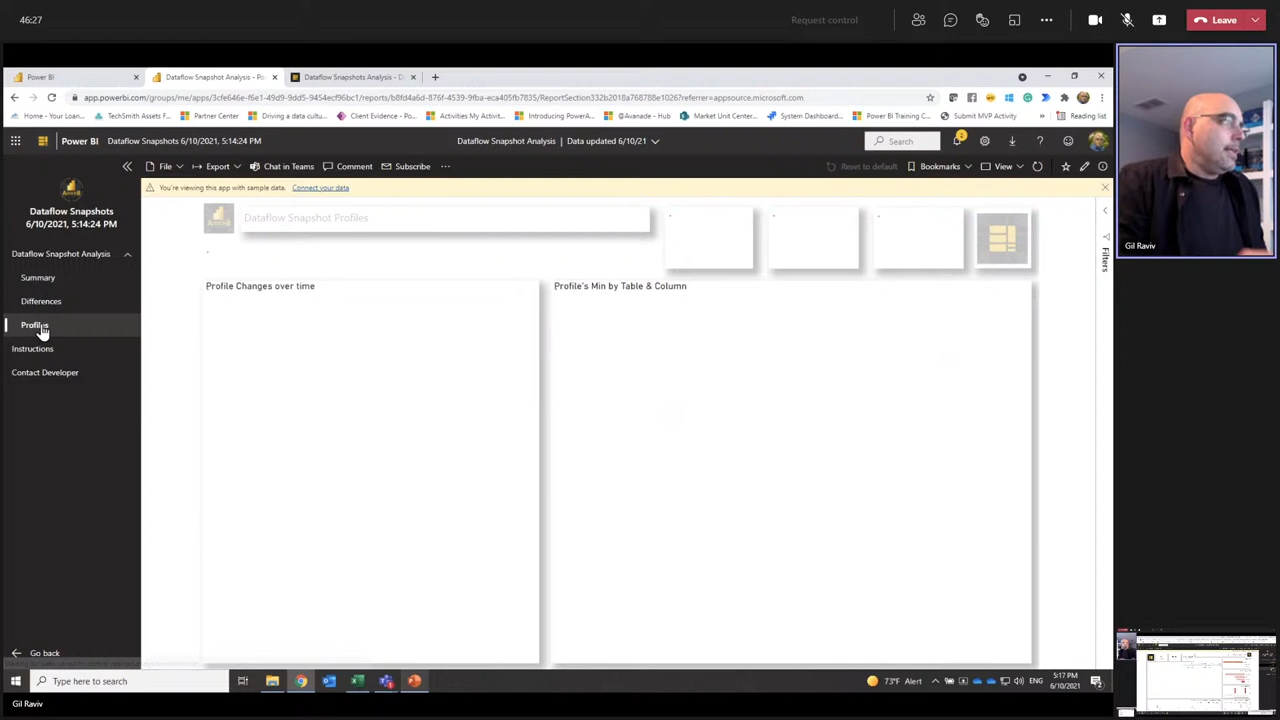 46:27
Request control
Leave
Power BI
Dataflow Snapshot Analysis - Po
Dataflow Snapshots Analysis - D
app.powerbi.com/groups/me/apps/3cfe646e-f6e1-49d9-9dd5-9454ecf96bc1/reports/b8fd4a6d-876f-4539-9fba-eca405fb7835/ReportSection332b2018a768788e1026?referrer=appsource.microsoft.com
Home - Your Loan...
TechSmith Assets F...
Partner Center
Driving a data cultu...
Client Evidence - P...
Activities My Activit...
Introducing PowerA...
@Avanade - Hub
Market Unit Center...
System Dashboard...
Power BI Training C...
Submit MVP Activity
Reading list
Power BI
Dataflow Snapshots 6/10/2021, 5:14:24 PM
Dataflow Snapshot Analysis | Data updated 6/10/21
Search
File
Export
Chat in Teams
Comment
Subscribe
Reset to default
Bookmarks
View
You're viewing this app with sample data. Connect your data
Dataflow Snapshots
6/10/2021, 5:14:24 PM
Dataflow Snapshot Analysis
Summary
Differences
Profiles
Instructions
Contact Developer
Go back
Dataflow Snapshot Profiles
Profile Changes over time
Profile's Min by Table & Column
Filters
Gil Raviv
Type here to search
73°F Alert
ENG
5:17 PM
6/10/2021
Gil Raviv